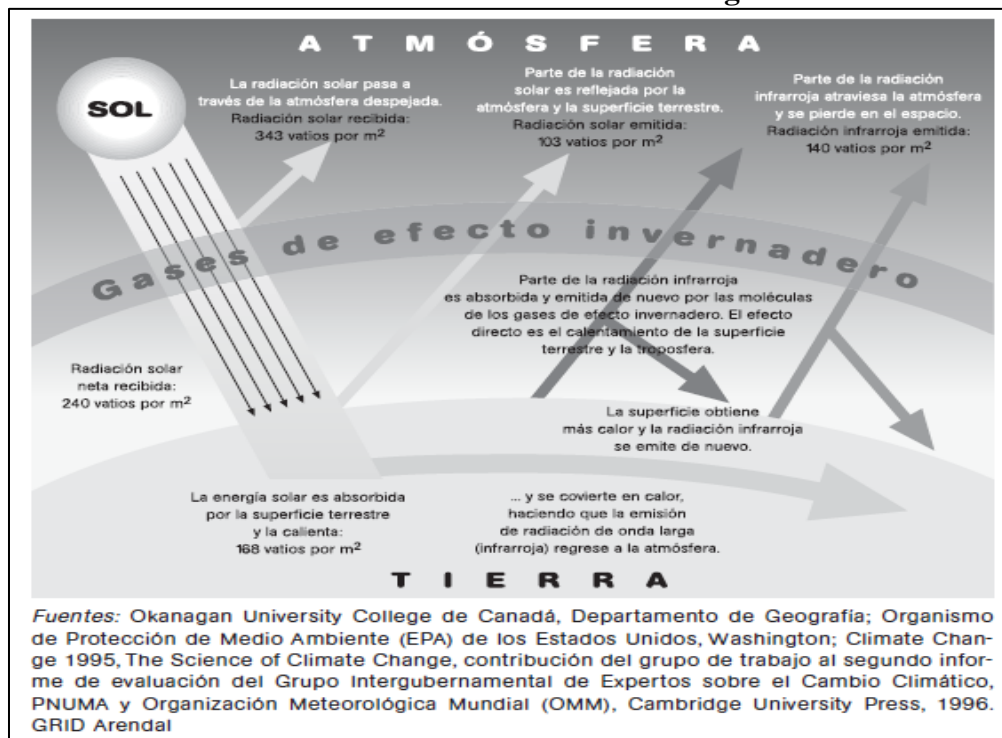 ATMÓSFERA
SOL
La radiación solar pasa a
través de la atmósfera despejada.
Radiación solar recibida:
343 vatios por m²
Parte de la radiación
solar es reflejada por la
atmósfera y la superficie terrestre.
Radiación solar emitida:
103 vatios por m²
Parte de la radiación
infrarroja atraviesa la atmósfera
y se pierde en el espacio.
Radiación infrarroja emitida:
140 vatios por m²
Gases de efecto invernadero
Parte de la radiación infrarroja
es absorbida y emitida de nuevo por las moléculas
de los gases de efecto invernadero. El efecto
directo es el calentamiento de la superficie
terrestre y la troposfera.
Radiación solar
neta recibida:
240 vatios por m²
La superficie obtiene
más calor y la radiación infrarroja
se emite de nuevo.
La energía solar es absorbida
por la superficie terrestre
y la calienta:
168 vatios por m²
... y se covierte en calor,
haciendo que la emisión
de radiación de onda larga
(infrarroja) regrese a la atmósfera.
TIERRA
Fuentes: Okanagan University College de Canadá, Departamento de Geografía; Organismo
de Protección de Medio Ambiente (EPA) de los Estados Unidos, Washington; Climate Chan-
ge 1995, The Science of Climate Change, contribución del grupo de trabajo al segundo infor-
me de evaluación del Grupo Intergubernamental de Expertos sobre el Cambio Climático,
PNUMA y Organización Meteorológica Mundial (OMM), Cambridge University Press, 1996.
GRID Arendal